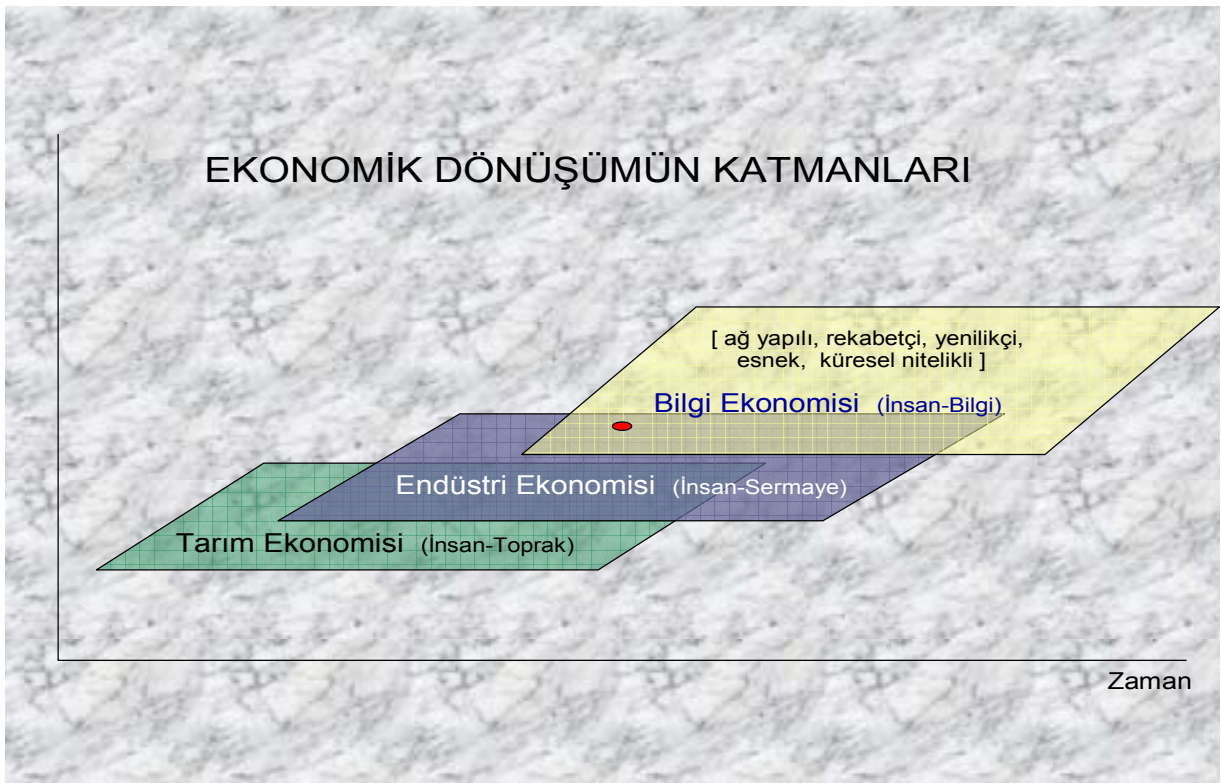 EKONOMİK DÖNÜŞÜMÜN KATMANLARI
[ ağ yapılı, rekabetçi, yenilikçi,
esnek, küresel nitelikli ]
Bilgi Ekonomisi (İnsan-Bilgi)
Endüstri Ekonomisi (İnsan-Sermaye)
Tarım Ekonomisi (İnsan-Toprak)
Zaman